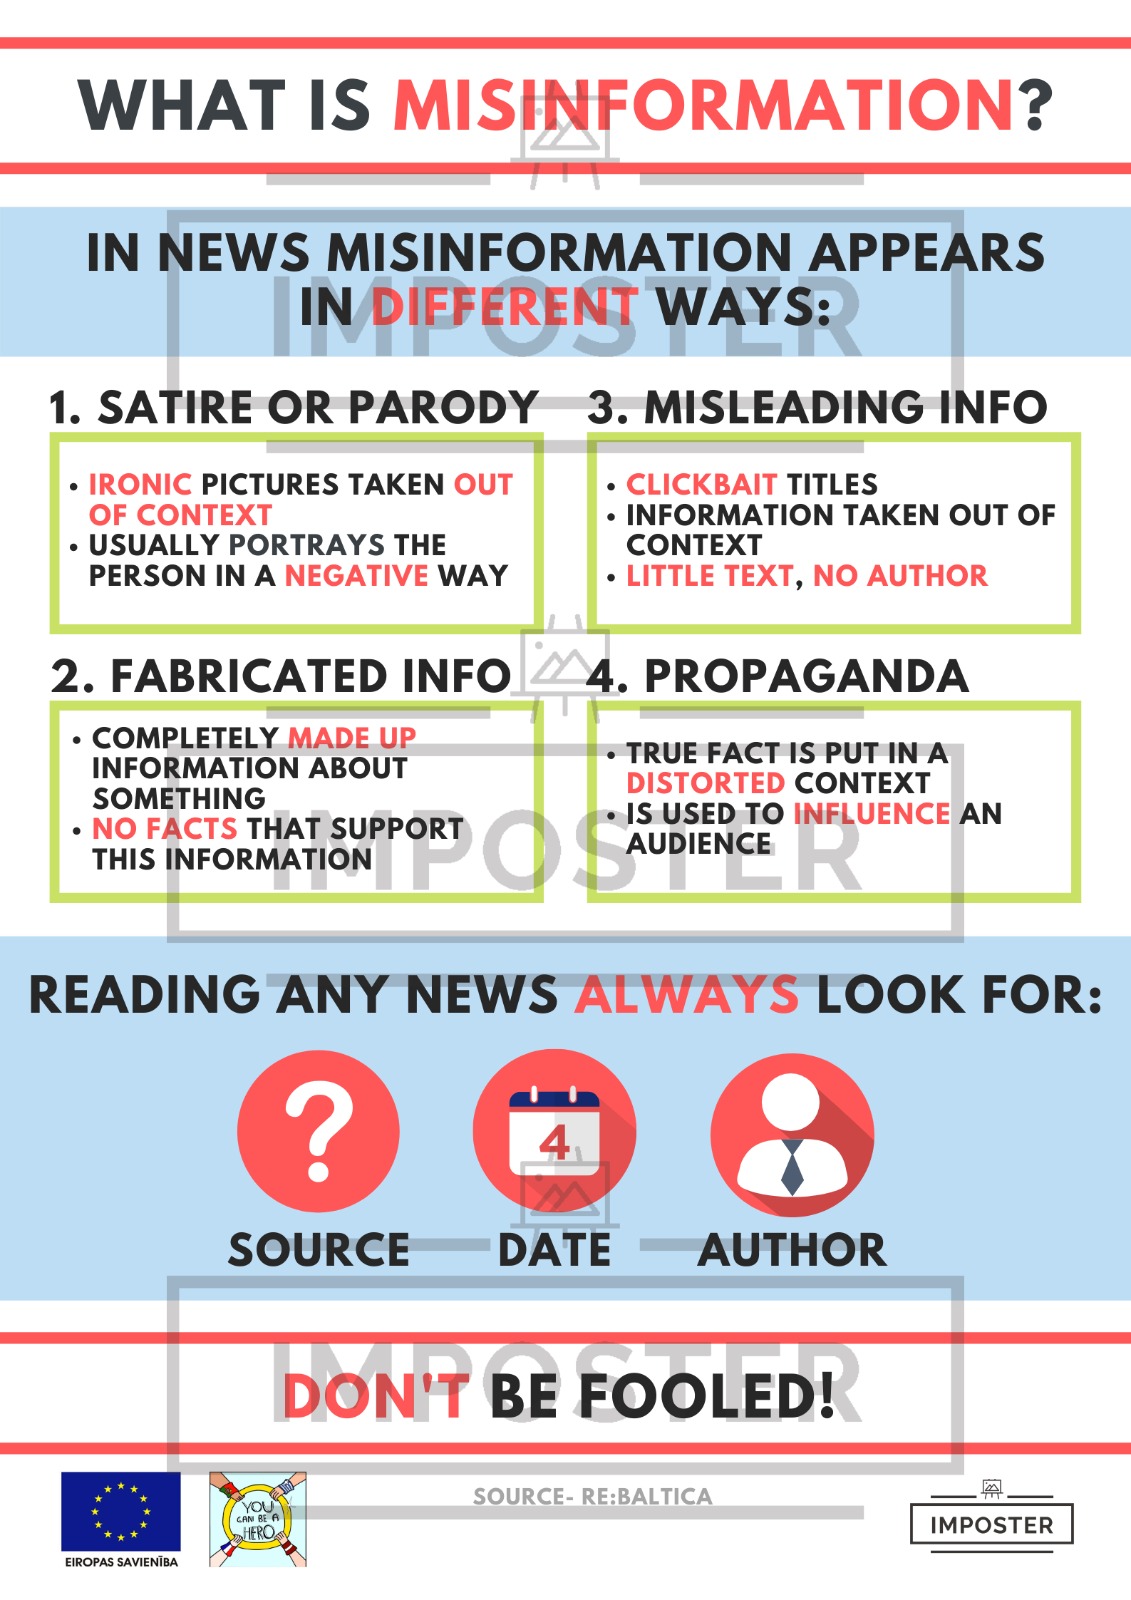 WHAT IS MISINFORMATION?
IN NEWS MISINFORMATION APPEARS
IN DIFFERENT WAYS:
1. SATIRE OR PARODY
• IRONIC PICTURES TAKEN OUT
OF CONTEXT
• USUALLY PORTRAYS THE
PERSON IN A NEGATIVE WAY
2. FABRICATED INFO
• COMPLETELY MADE UP
INFORMATION ABOUT
SOMETHING
• NO FACTS THAT SUPPORT
THIS INFORMATION
3. MISLEADING INFO
• CLICKBAIT TITLES
• INFORMATION TAKEN OUT OF
CONTEXT
• LITTLE TEXT, NO AUTHOR
4. PROPAGANDA
• TRUE FACT IS PUT IN A
DISTORTED CONTEXT
• IS USED TO INFLUENCE AN
AUDIENCE
READING ANY NEWS ALWAYS LOOK FOR:
?
4
SOURCE
DATE
AUTHOR
DON'T BE FOOLED!
EIROPAS SAVIENĪBA
YOU
CAN BE A
HERO
SOURCE- RE:BALTICA
IMPOSTER
IMPOSTER
IMPOSTER
IMPOSTER